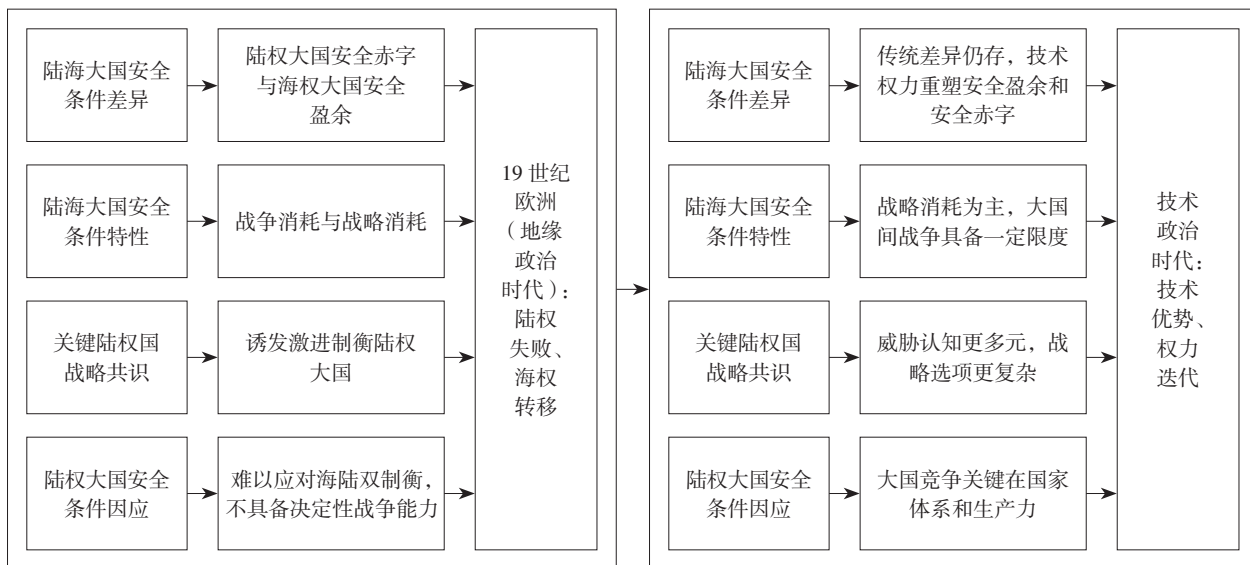 陆海大国安全
条件差异
陆权大国安全赤字
与海权大国安全
盈余
陆海大国安全
条件特性
战争消耗与战略消耗
关键陆权国
战略共识
诱发激进制衡陆权
大国
陆权大国安全
条件因应
难以应对海陆双制衡，
不具备决定性战争能力
19 世纪
欧洲
（地缘
政治
时代）：
陆权
失败、
海权
转移
陆海大国安全
条件差异
传统差异仍存，技术
权力重塑安全盈余和
安全赤字
陆海大国安全
条件特性
战略消耗为主，大国
间战争具备一定限度
关键陆权国
战略共识
威胁认知更多元，战
略选项更复杂
陆权大国安全
条件因应
大国竞争关键在国家
体系和生产力
技术
政治
时代：
技术
优势、
权力
迭代